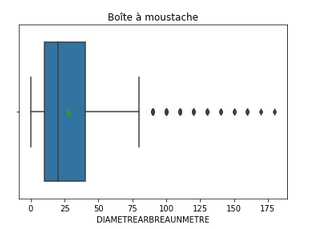 Boîte à moustache
0 25 50 75 100 125 150 175
DIAMETREARBREAUNMETRE